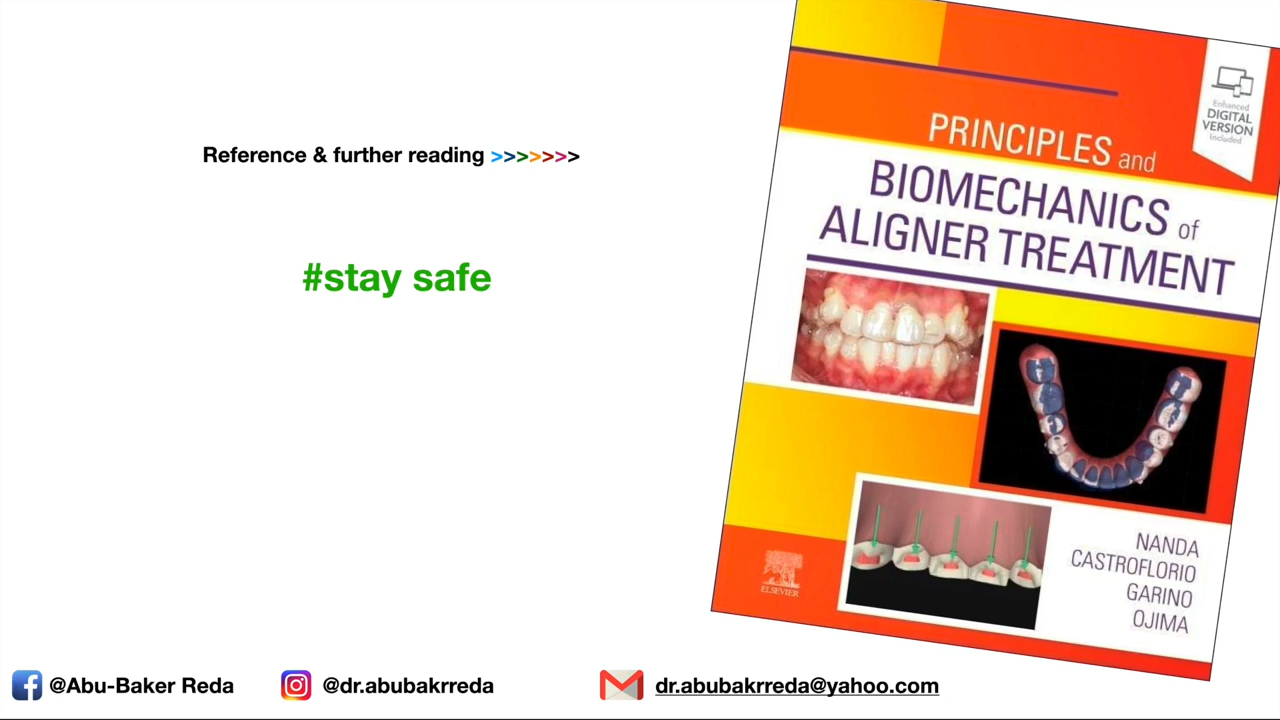 Reference & further reading >>>>>>>
#stay safe
Enhanced
DIGITAL
VERSION
Included
PRINCIPLES and
BIOMECHANICS of
ALIGNER TREATMENT
NANDA
CASTROFLORIO
GARINO
OJIMA
ELSEVIER
@Abu-Baker Reda
@dr.abubakrreda
dr.abubakrreda@yahoo.com